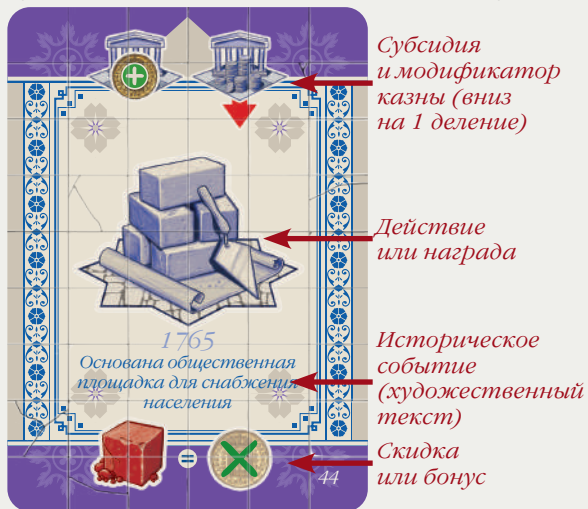 Субсидия
и модификатор
казны (вниз
на 1 деление)
Действие
или награда
1765
Основана общественная
площадка для снабжения
населения
Историческое
событие
(художественный
текст)
=
Скидка
или бонус
44